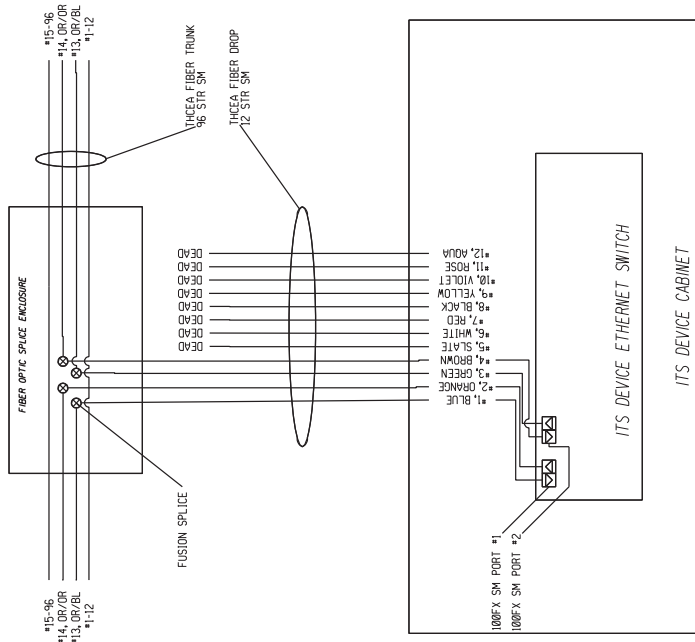 #15-96
#14, OR/OR
#13, OR/BL
#1-12
THCEA FIBER TRUNK
96 STR SM
THCEA FIBER DROP
12 STR SM
FIBER OPTIC SPLICE ENCLOSURE
DEAD
DEAD
DEAD
DEAD
DEAD
DEAD
DEAD
DEAD
#12, AQUA
#11, ROSE
#10, VIOLET
#9, YELLOW
#8, BLACK
#7, RED
#6, WHITE
#5, SLATE
#4, BROWN
#3, GREEN
#2, ORANGE
#1, BLUE
FUSION SPLICE
#15-96
#14, OR/OR
#13, OR/BL
#1-12
100FX SM PORT #1
100FX SM PORT #2
ITS DEVICE ETHERNET SWITCH
ITS DEVICE CABINET